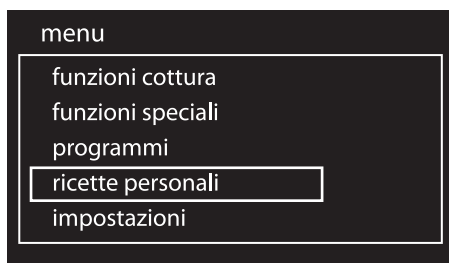 menu
funzioni cottura
funzioni speciali
programmi
ricette personali
impostazioni